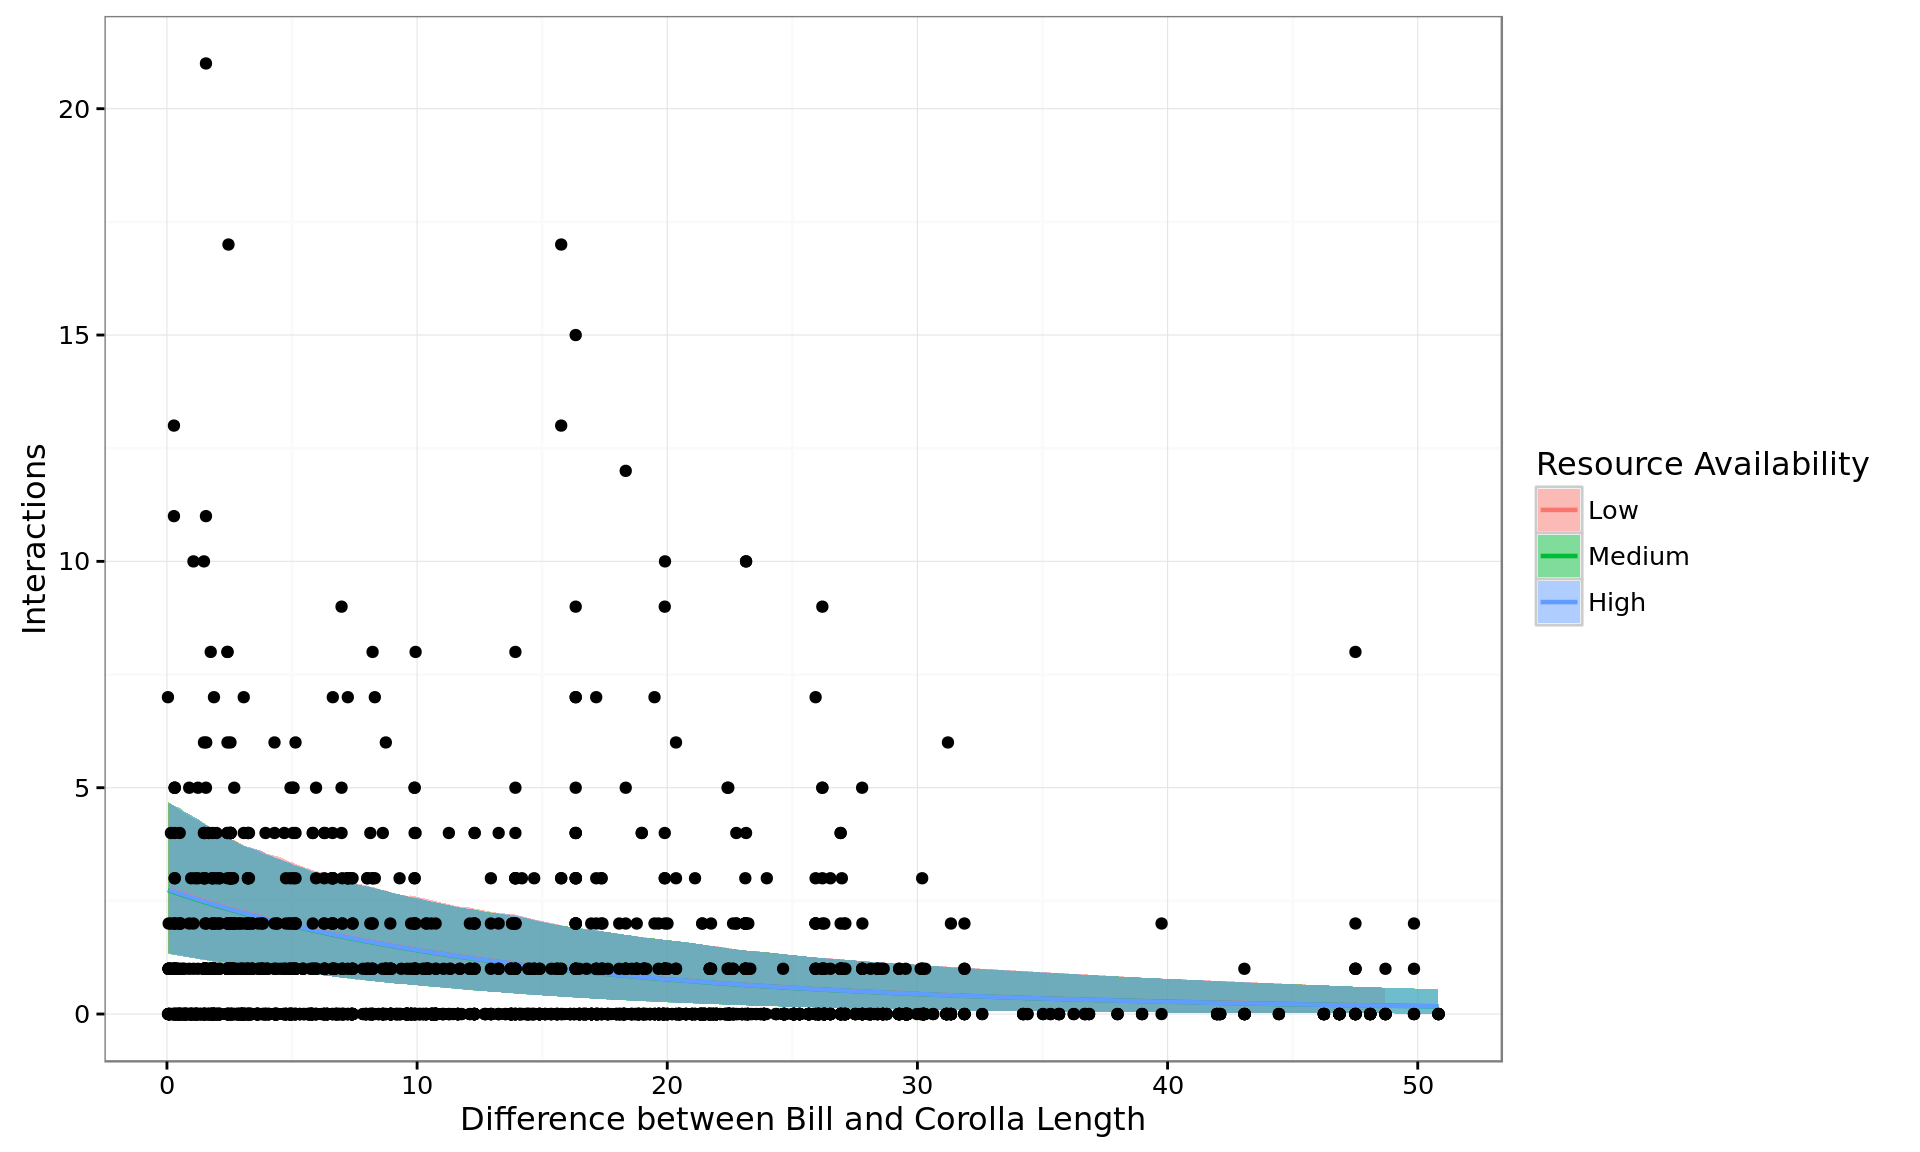 20
15
10
5
0
Interactions
0 10 20 30 40 50
Difference between Bill and Corolla Length
Resource Availability
Low
Medium
High